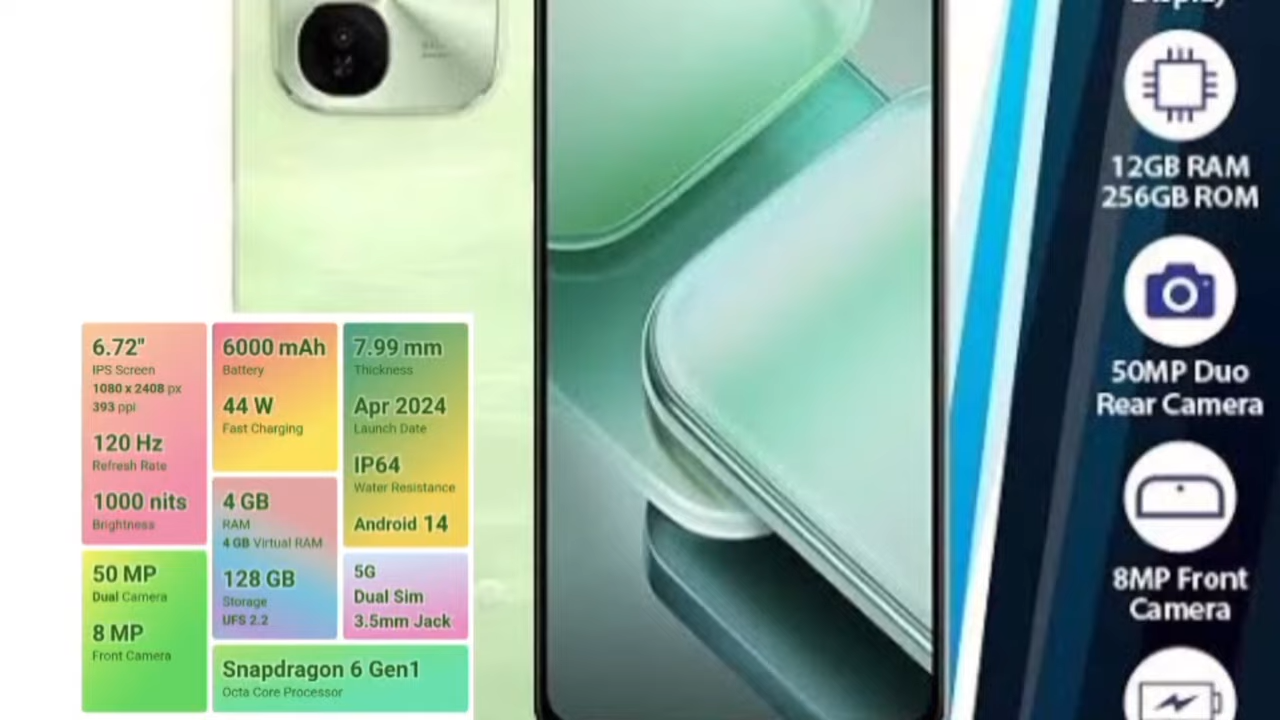 6.72"
IPS Screen
1080 x 2408 px
393 ppi
120 Hz
Refresh Rate
1000 nits
Brightness
50 MP
Dual Camera
8 MP
Front Camera
6000 mAh
Battery
44 W
Fast Charging
4 GB
RAM
4 GB Virtual RAM
128 GB
Storage
UFS 2.2
7.99 mm
Thickness
Apr 2024
Launch Date
IP64
Water Resistance
Android 14
5G
Dual Sim
3.5mm Jack
Snapdragon 6 Gen1
Octa Core Processor
Display
12GB RAM
256GB ROM
50MP Duo
Rear Camera
8MP Front
Camera